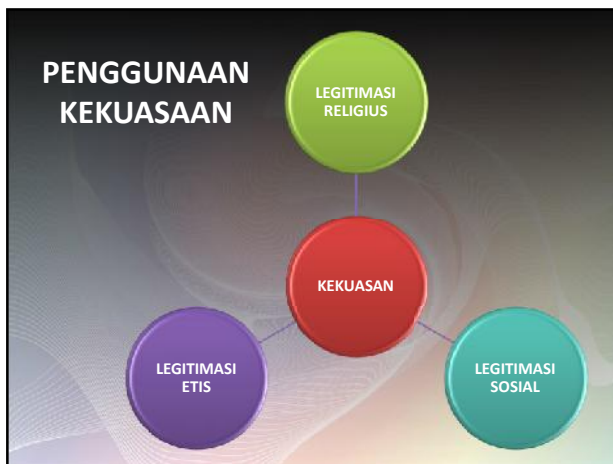 PENGGUNAAN
KEKUASAAN
LEGITIMASI
RELIGIUS
KEKUASAN
LEGITIMASI
ETIS
LEGITIMASI
SOSIAL